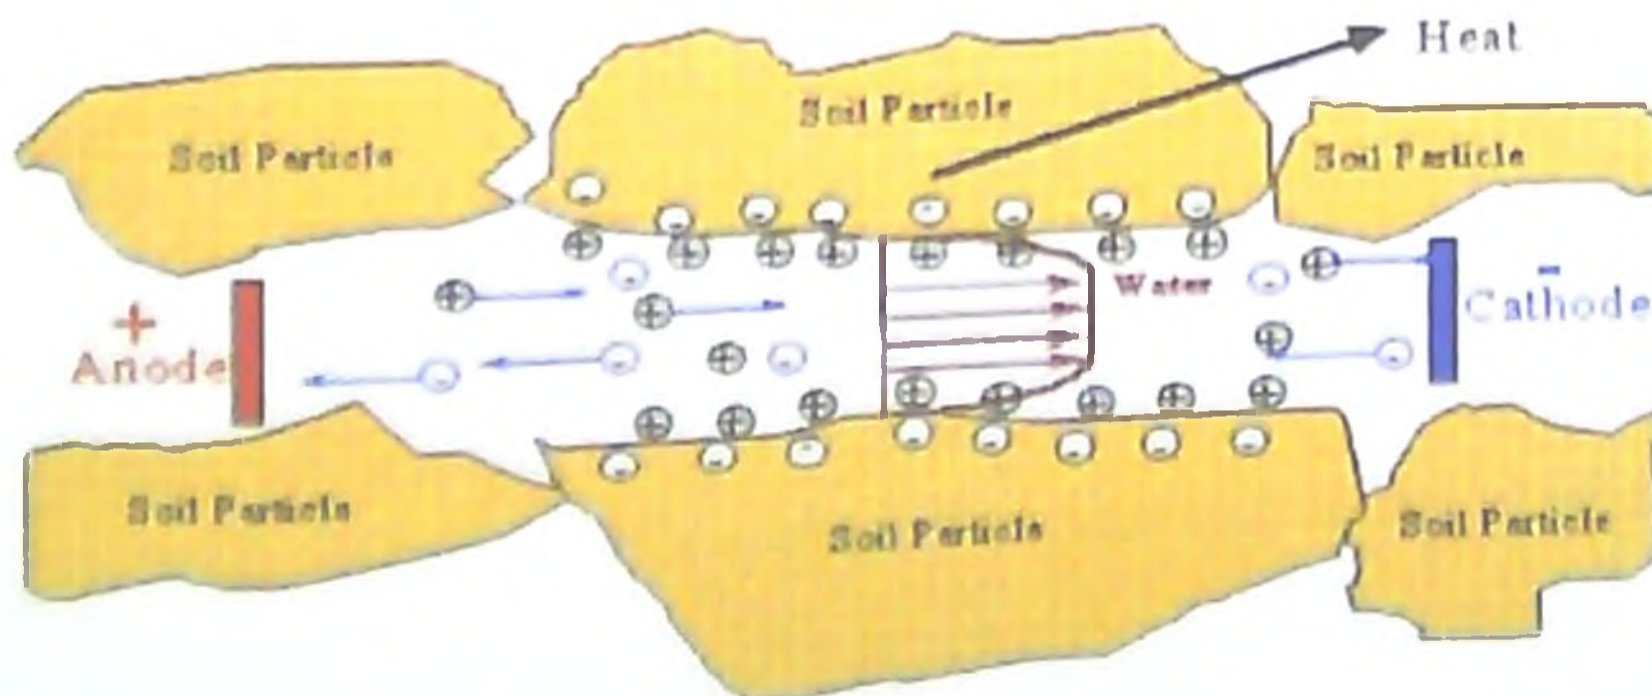 Heat
Soil Particle
Soil Particle
Soil Particle
+
Anode
Water
-
Cathode
Soil Particle
Soil Particle
Soil Particle